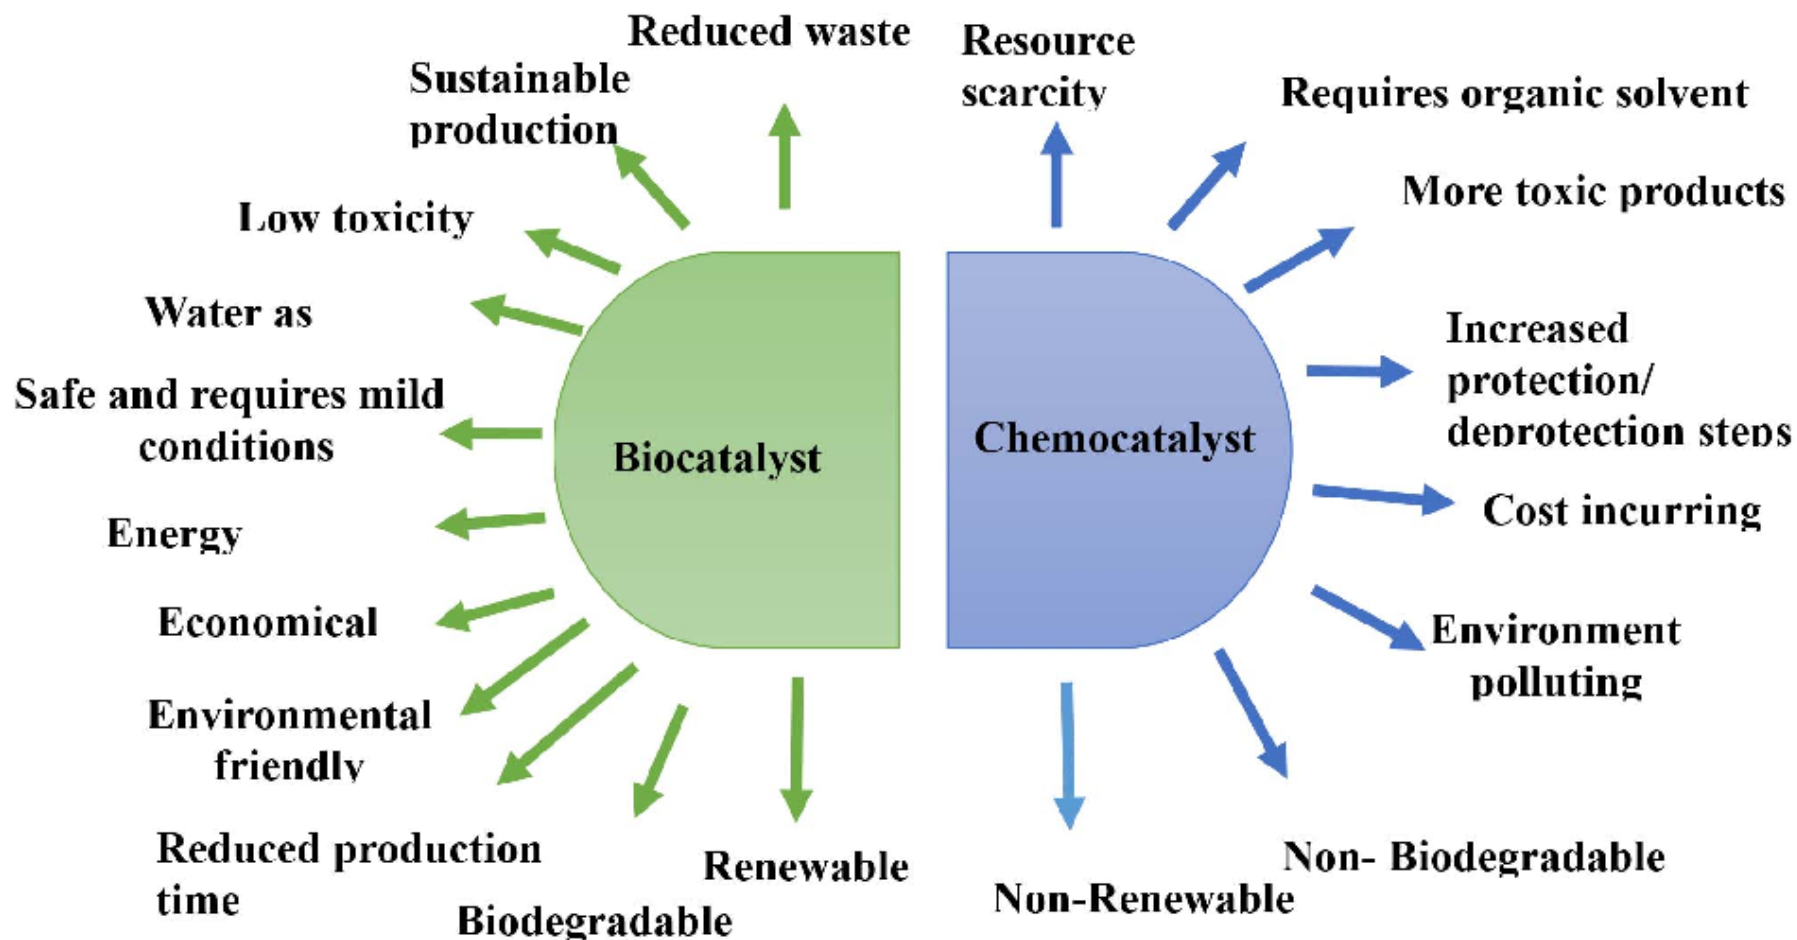 Reduced waste
Sustainable
production
Low toxicity
Water as
Safe and requires mild
conditions
Energy
Economical
Environmental
friendly
Reduced production
time
Biodegradable
Renewable
Biocatalyst
Resource
scarcity
Requires organic solvent
More toxic products
Increased
protection/
deprotection steps
Cost incurring
Environment
polluting
Non- Biodegradable
Non-Renewable
Chemocatalyst